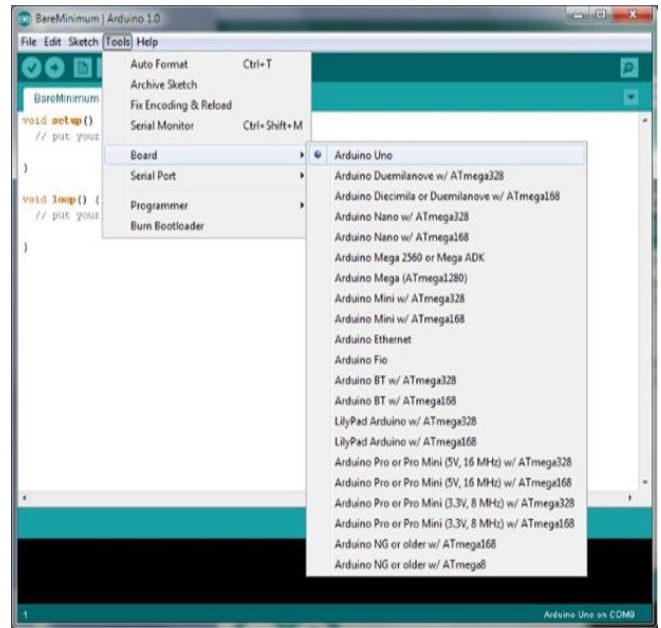 BareMinimum | Arduino 1.0
File Edit Sketch Tools Help
BareMinimum
void setup()
// put your
}
void loop() {
// put your
}
Auto Format Ctrl+T
Archive Sketch
Fix Encoding & Reload
Serial Monitor Ctrl+Shift+M
Board
Serial Port
Programmer
Burn Bootloader
Arduino Uno
Arduino Duemilanove w/ ATmega328
Arduino Diecimila or Duemilanove w/ ATmega168
Arduino Nano w/ ATmega328
Arduino Nano w/ ATmega168
Arduino Mega 2560 or Mega ADK
Arduino Mega (ATmega1280)
Arduino Mini w/ ATmega328
Arduino Mini w/ ATmega168
Arduino Ethernet
Arduino Fio
Arduino BT w/ ATmega328
Arduino BT w/ ATmega168
LilyPad Arduino w/ ATmega328
LilyPad Arduino w/ ATmega168
Arduino Pro or Pro Mini (5V, 16 MHz) w/ ATmega328
Arduino Pro or Pro Mini (5V, 16 MHz) w/ ATmega168
Arduino Pro or Pro Mini (3.3V, 8 MHz) w/ ATmega328
Arduino Pro or Pro Mini (3.3V, 8 MHz) w/ ATmega168
Arduino NG or older w/ ATmega168
Arduino NG or older w/ ATmega8
1 Arduino Uno on COM9